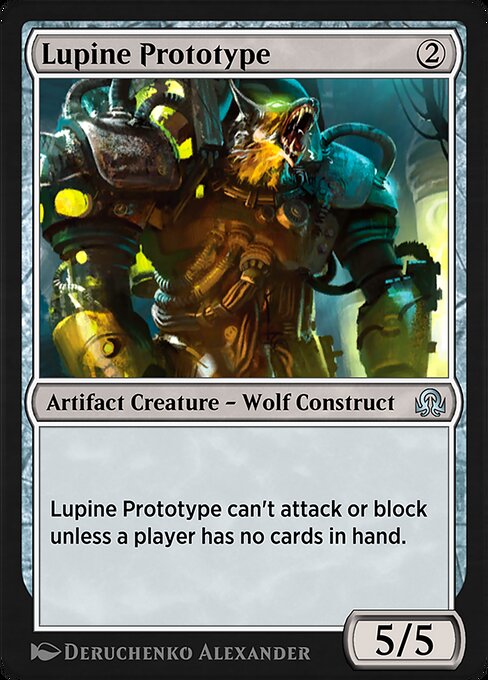 Lupine Prototype 2
Artifact Creature – Wolf Construct
Lupine Prototype can't attack or block
unless a player has no cards in hand.
5/5
Deruchenko Alexander